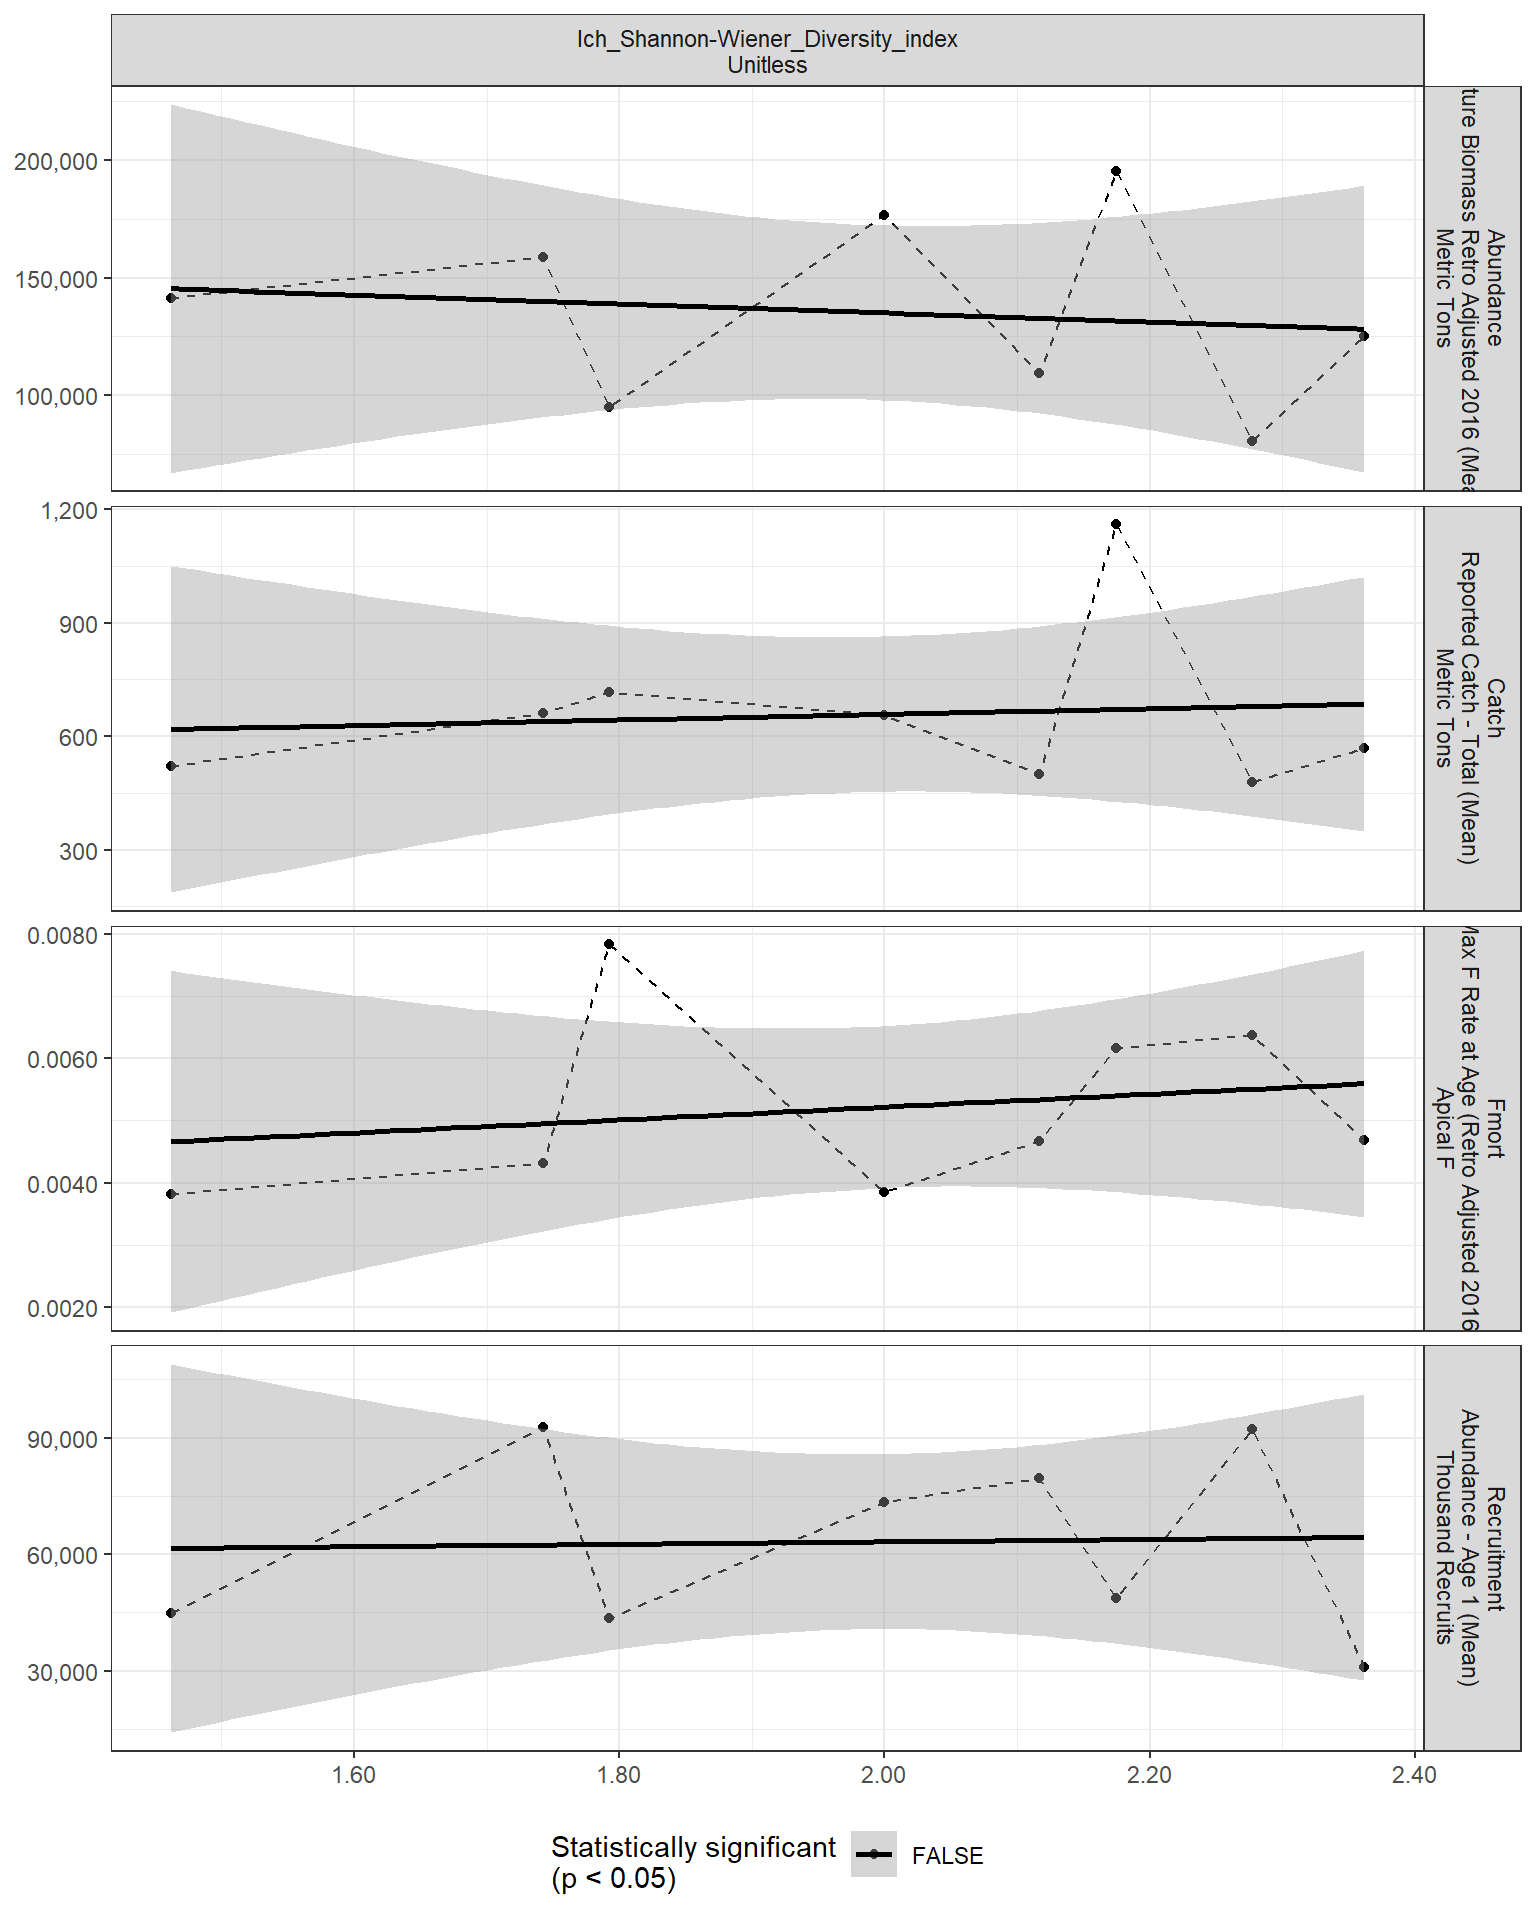 Ich_Shannon-Wiener_Diversity_index
Unitless
200,000
150,000
100,000
Abundance
Biomass Retro Adjusted 2016
Metric Tons
1,200
900
600
300
Catch
Reported Catch - Total (Mean)
Metric Tons
0.0080
0.0060
0.0040
0.0020
Fmort
F Rate at Age (Retro Adjusted 2016
Apical F
90,000
60,000
30,000
Recruitment
Abundance - Age 1 (Mean)
Thousand Recruits
1.60
1.80
2.00
2.20
2.40
Statistically significant
(p < 0.05)
FALSE